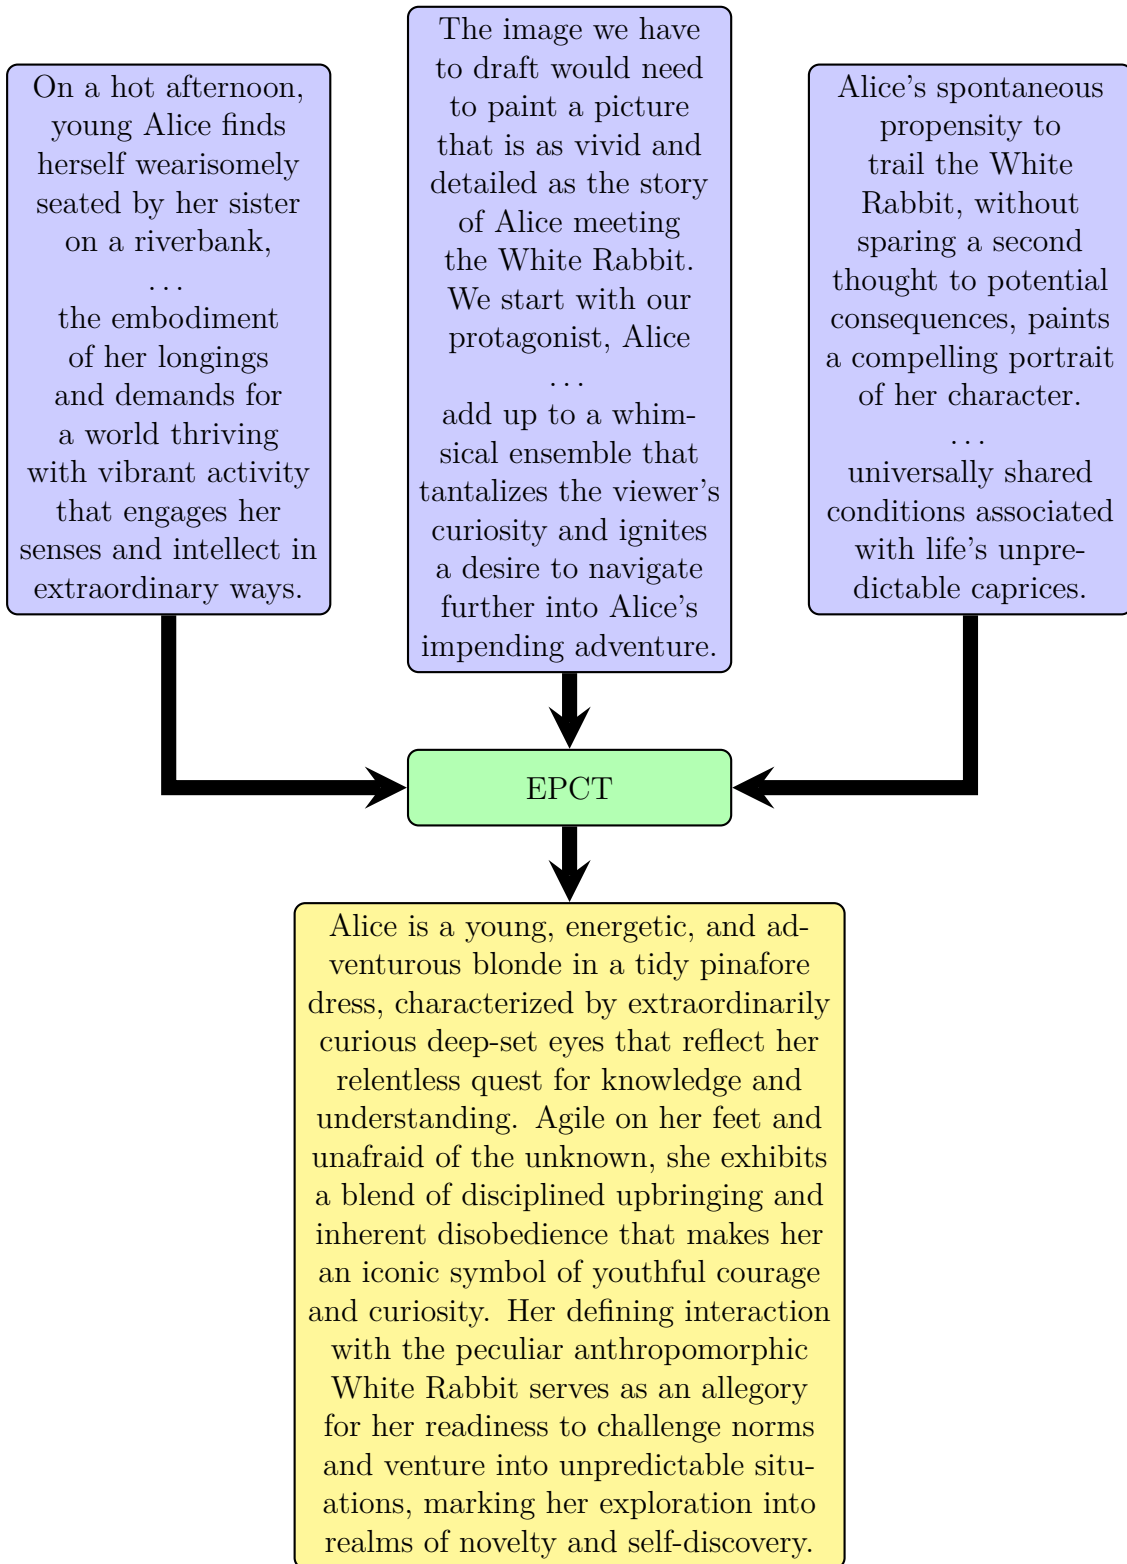 On a hot afternoon,
young Alice finds
herself wearisomely
seated by her sister
on a riverbank,
...
the embodiment
of her longings
and demands for
a world thriving
with vibrant activity
that engages her
senses and intellect in
extraordinary ways.
The image we have
to draft would need
to paint a picture
that is as vivid and
detailed as the story
of Alice meeting
the White Rabbit.
We start with our
protagonist, Alice
...
add up to a whim-
sical ensemble that
tantalizes the viewer's
curiosity and ignites
a desire to navigate
further into Alice's
impending adventure.
Alice's spontaneous
propensity to
trail the White
Rabbit, without
sparing a second
thought to potential
consequences, paints
a compelling portrait
of her character.
...
universally shared
conditions associated
with life's unpre-
dictable caprices.
EPCT
Alice is a young, energetic, and ad-
venturous blonde in a tidy pinafore
dress, characterized by extraordinarily
curious deep-set eyes that reflect her
relentless quest for knowledge and
understanding. Agile on her feet and
unafraid of the unknown, she exhibits
a blend of disciplined upbringing and
inherent disobedience that makes her
an iconic symbol of youthful courage
and curiosity. Her defining interaction
with the peculiar anthropomorphic
White Rabbit serves as an allegory
for her readiness to challenge norms
and venture into unpredictable situ-
ations, marking her exploration into
realms of novelty and self-discovery.